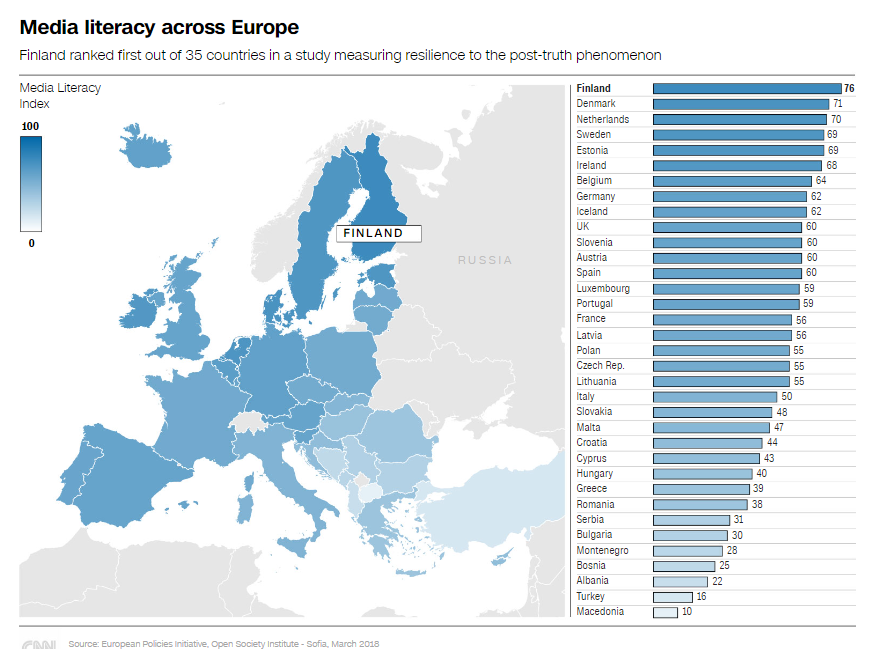 Media literacy across Europe
Finland ranked first out of 35 countries in a study measuring resilience to the post-truth phenomenon
Media Literacy
Index
100
0
FINLAND
RUSSIA
Finland 76
Denmark 71
Netherlands 70
Sweden 69
Estonia 69
Ireland 68
Belgium 64
Germany 62
Iceland 62
UK 60
Slovenia 60
Austria 60
Spain 60
Luxembourg 59
Portugal 59
France 56
Latvia 56
Polan 55
Czech Rep. 55
Lithuania 55
Italy 50
Slovakia 48
Malta 47
Croatia 44
Cyprus 43
Hungary 40
Greece 39
Romania 38
Serbia 31
Bulgaria 30
Montenegro 28
Bosnia 25
Albania 22
Turkey 16
Macedonia 10
CNN
Source: European Policies Initiative, Open Society Institute - Sofia, March 2018